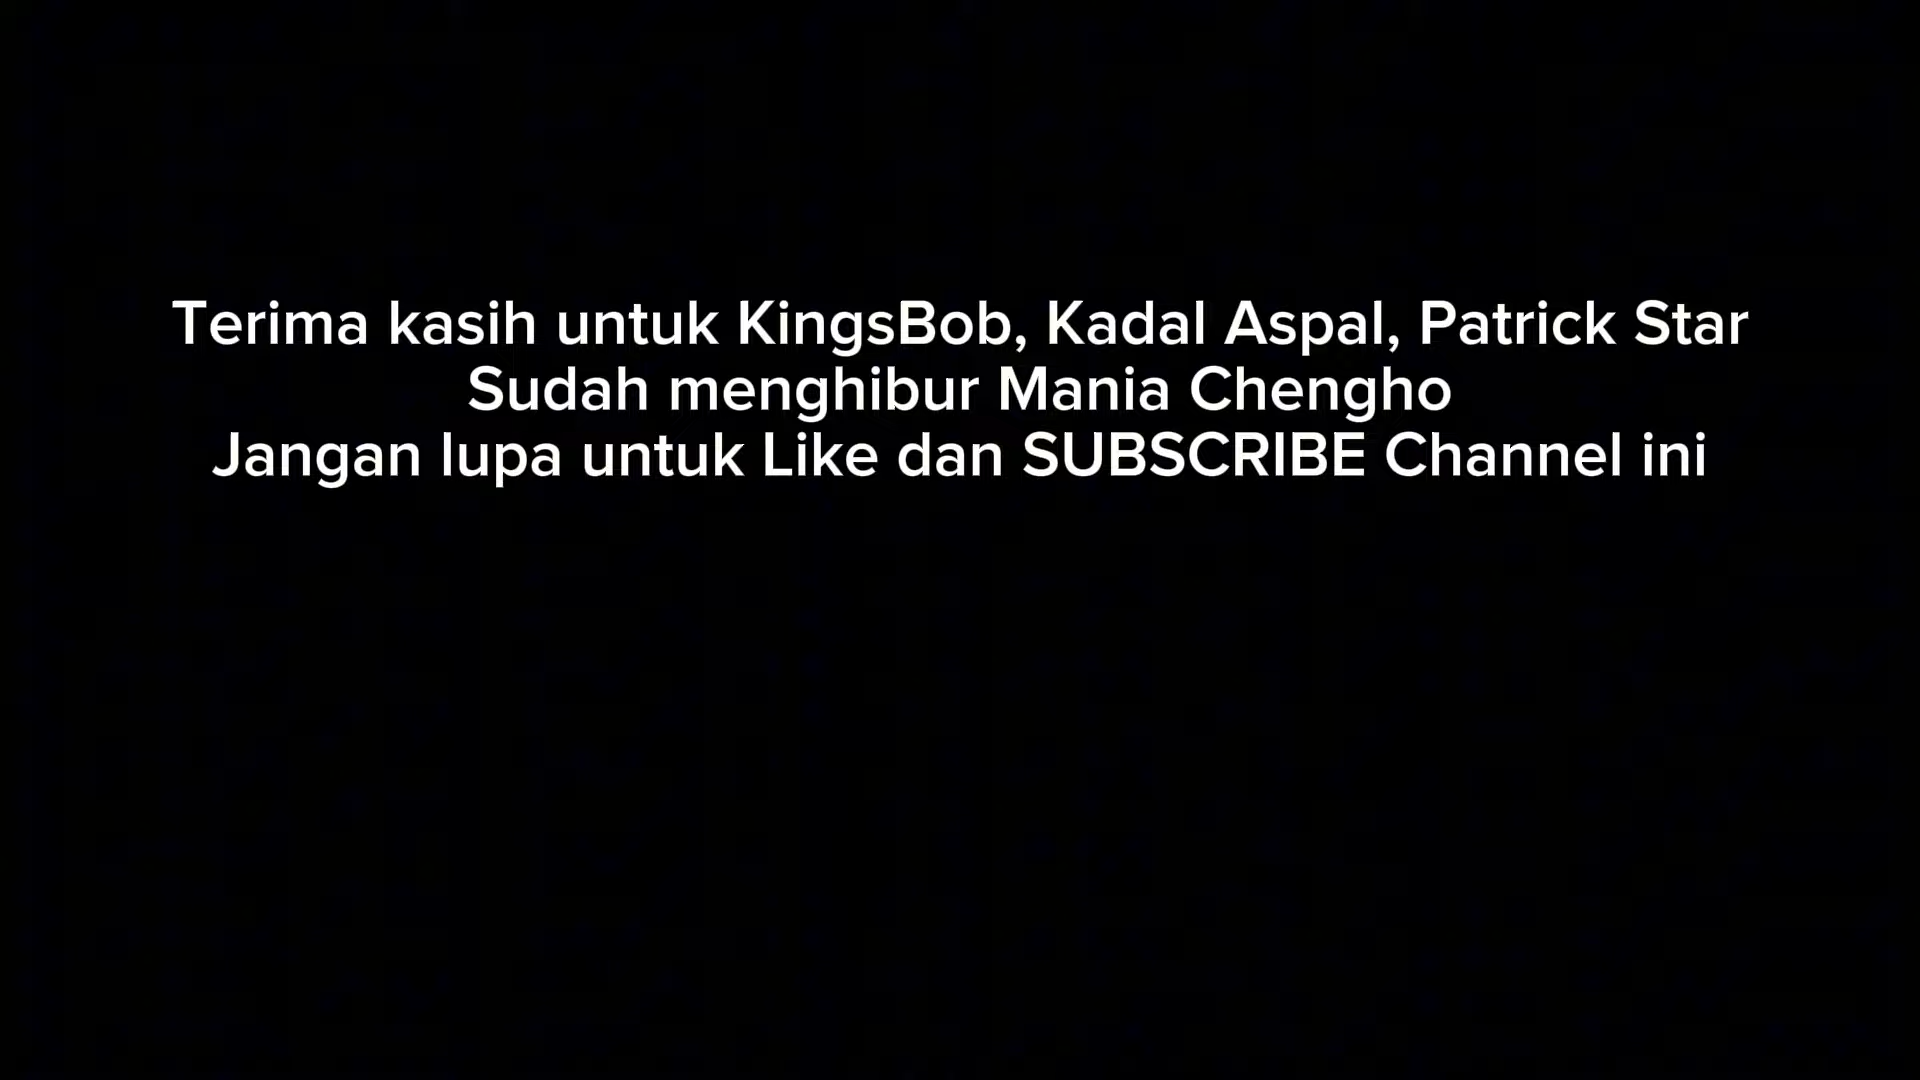 Terima kasih untuk KingsBob, Kadal Aspal, Patrick Star
Sudah menghibur Mania Chengho
Jangan lupa untuk Like dan SUBSCRIBE Channel ini